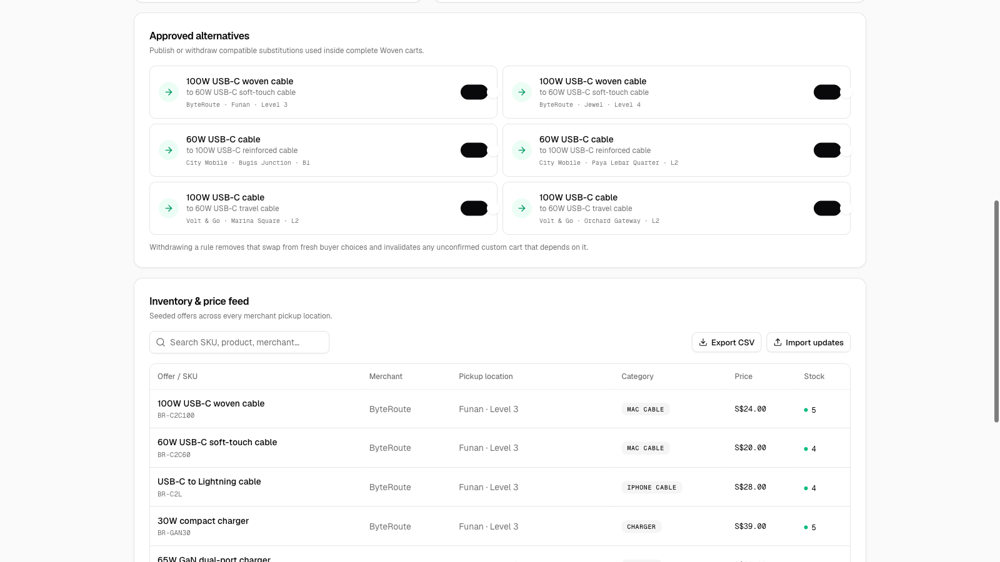 Approved alternatives
Publish or withdraw compatible substitutions used inside complete Woven carts.
100W USB-C woven cable
to 60W USB-C soft-touch cable
ByteRoute · Funan · Level 3
100W USB-C woven cable
to 60W USB-C soft-touch cable
ByteRoute · Jewel · Level 4
60W USB-C cable
to 100W USB-C reinforced cable
City Mobile · Bugis Junction · B1
60W USB-C cable
to 100W USB-C reinforced cable
City Mobile · Paya Lebar Quarter · L2
100W USB-C cable
to 60W USB-C travel cable
Volt & Go · Marina Square · L2
100W USB-C cable
to 60W USB-C travel cable
Volt & Go · Orchard Gateway · L2
Withdrawing a rule removes that swap from fresh buyer choices and invalidates any unconfirmed custom cart that depends on it.
Inventory & price feed
Seeded offers across every merchant pickup location.
Search SKU, product, merchant...
Export CSV
Import updates
Offer / SKU Merchant Pickup location Category Price Stock
100W USB-C woven cable
BR-C2C100
ByteRoute Funan · Level 3 MAC CABLE S$24.00 5
60W USB-C soft-touch cable
BR-C2C60
ByteRoute Funan · Level 3 MAC CABLE S$20.00 4
USB-C to Lightning cable
BR-C2L
ByteRoute Funan · Level 3 IPHONE CABLE S$28.00 4
30W compact charger
BR-GAN30
ByteRoute Funan · Level 3 CHARGER S$39.00 5
65W GaN dual-port charger